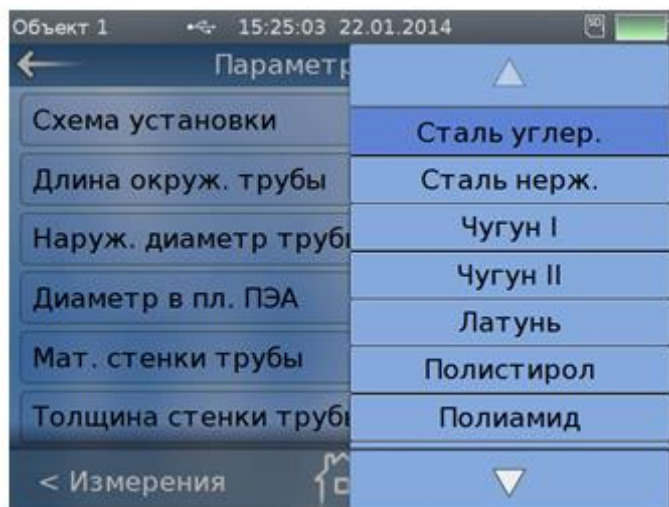 Объект 1 15:25:03 22.01.2014 SD
Параметр
Схема установки
Длина окруж. трубы
Наруж. диаметр трубы
Диаметр в пл. ПЭА
Мат. стенки трубы
Толщина стенки трубы
< Измерения
Сталь углер.
Сталь нерж.
Чугун I
Чугун II
Латунь
Полистирол
Полиамид